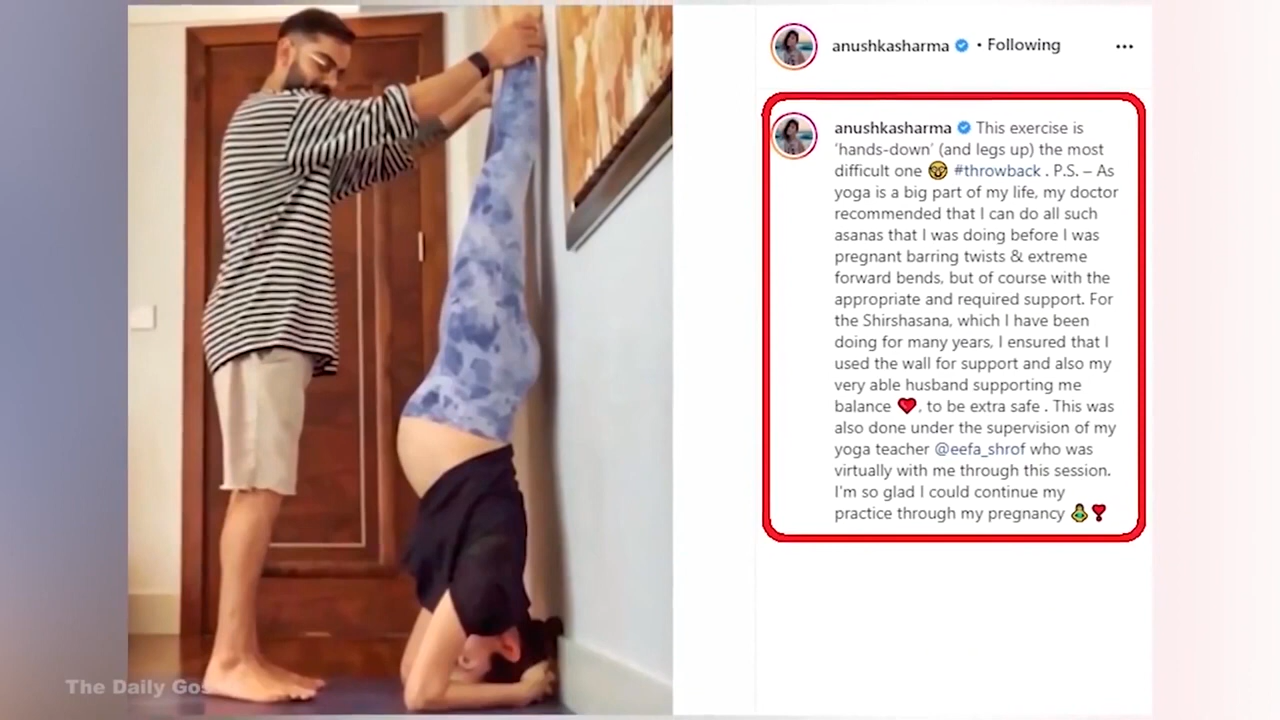 anushkasharma • Following
anushkasharma This exercise is
‘hands-down’ (and legs up) the most
difficult one #throwback . P.S. – As
yoga is a big part of my life, my doctor
recommended that I can do all such
asanas that I was doing before I was
pregnant barring twists & extreme
forward bends, but of course with the
appropriate and required support. For
the Shirshasana, which I have been
doing for many years, I ensured that I
used the wall for support and also my
very able husband supporting me
balance ❤️, to be extra safe . This was
also done under the supervision of my
yoga teacher @eefa_shrof who was
virtually with me through this session.
I'm so glad I could continue my
practice through my pregnancy
The Daily